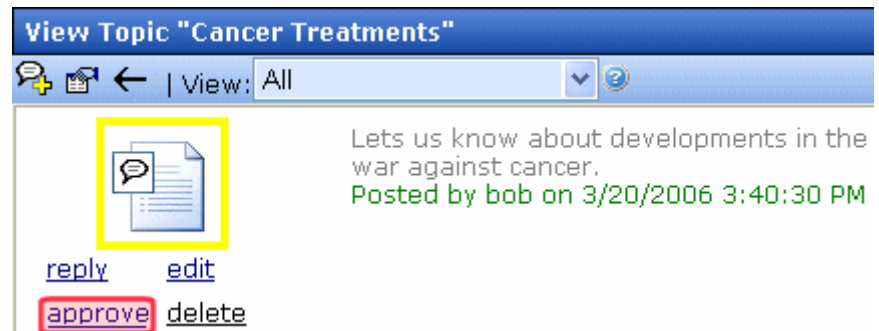 View Topic "Cancer Treatments"
| View: All
Lets us know about developments in the
war against cancer.
Posted by bob on 3/20/2006 3:40:30 PM
reply edit
approve delete